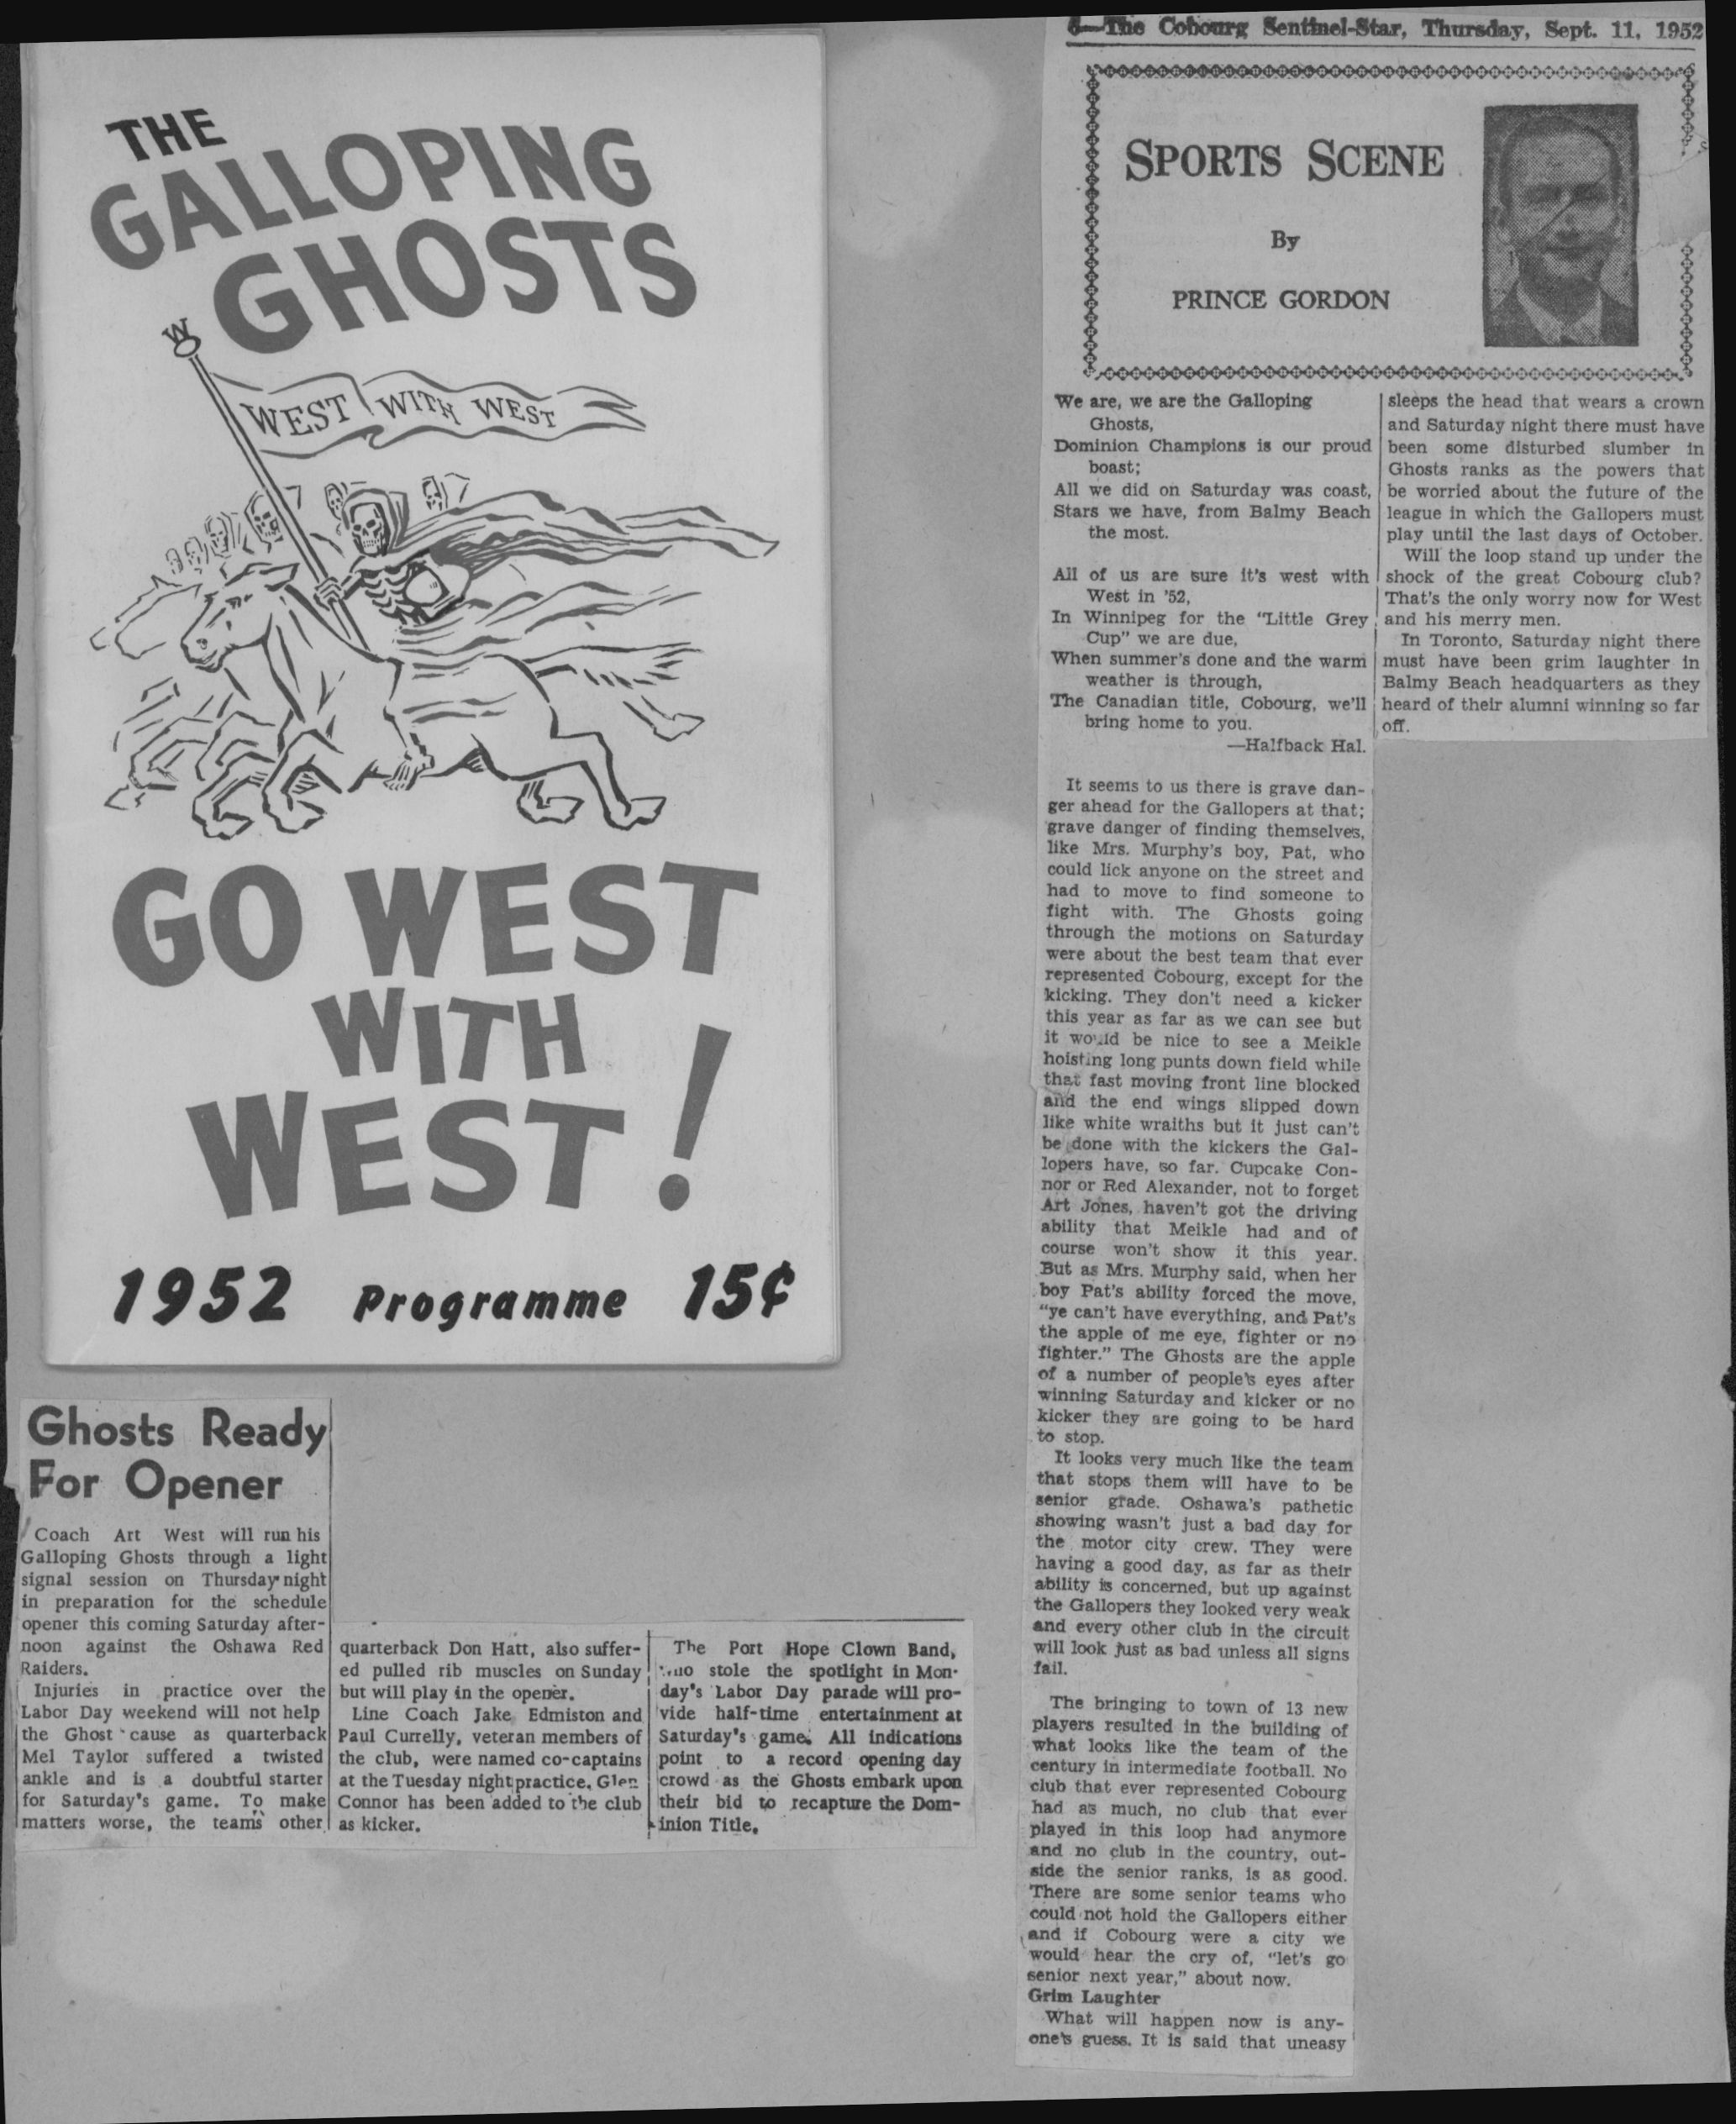 THE
GALLOPING
GHOSTS
W
WEST WITH WEST
GO WEST
WITH
WEST!
1952 Programme 15¢
Ghosts Ready
For Opener
Coach Art West will run his
Galloping Ghosts through a light
signal session on Thursday night
in preparation for the schedule
opener this coming Saturday after-
noon against the Oshawa Red
Raiders.
Injuries in practice over the
Labor Day weekend will not help
the Ghost cause as quarterback
Mel Taylor suffered a twisted
ankle and is a doubtful starter
for Saturday's game. To make
matters worse, the teams other
quarterback Don Hatt, also suffer-
ed pulled rib muscles on Sunday
but will play in the opener.
Line Coach Jake Edmiston and
Paul Currelly, veteran members of
the club, were named co-captains
at the Tuesday night practice. Glen
Connor has been added to the club
as kicker.
The Port Hope Clown Band,
who stole the spotlight in Mon-
day's Labor Day parade will pro-
vide half-time entertainment at
Saturday's game. All indications
point to a record opening day
crowd as the Ghosts embark upon
their bid to recapture the Dom-
inion Title.
6—The Cobourg Sentinel-Star, Thursday, Sept. 11, 1952
SPORTS SCENE
By
PRINCE GORDON
We are, we are the Galloping
Ghosts,
Dominion Champions is our proud
boast;
All we did on Saturday was coast,
Stars we have, from Balmy Beach
the most.
All of us are sure it's west with
West in '52,
In Winnipeg for the "Little Grey
Cup" we are due,
When summer's done and the warm
weather is through,
The Canadian title, Cobourg, we'll
bring home to you.
—Halfback Hal.
It seems to us there is grave dan-
ger ahead for the Gallopers at that;
grave danger of finding themselves,
like Mrs. Murphy's boy, Pat, who
could lick anyone on the street and
had to move to find someone to
fight with. The Ghosts going
through the motions on Saturday
were about the best team that ever
represented Cobourg, except for the
kicking. They don't need a kicker
this year as far as we can see but
it would be nice to see a Meikle
hoisting long punts down field while
that fast moving front line blocked
and the end wings slipped down
like white wraiths but it just can't
be done with the kickers the Gal-
lopers have, so far. Cupcake Con-
nor or Red Alexander, not to forget
Art Jones, haven't got the driving
ability that Meikle had and of
course won't show it this year.
But as Mrs. Murphy said, when her
boy Pat's ability forced the move,
"ye can't have everything, and Pat's
the apple of me eye, fighter or no
fighter." The Ghosts are the apple
of a number of people's eyes after
winning Saturday and kicker or no
kicker they are going to be hard
to stop.
It looks very much like the team
that stops them will have to be
senior grade. Oshawa's pathetic
showing wasn't just a bad day for
the motor city crew. They were
having a good day, as far as their
ability is concerned, but up against
the Gallopers they looked very weak
and every other club in the circuit
will look just as bad unless all signs
fail.
The bringing to town of 13 new
players resulted in the building of
what looks like the team of the
century in intermediate football. No
club that ever represented Cobourg
had as much, no club that ever
played in this loop had anymore
and no club in the country, out-
side the senior ranks, is as good.
There are some senior teams who
could not hold the Gallopers either
and if Cobourg were a city we
would hear the cry of, "let's go
senior next year," about now.
Grim Laughter
What will happen now is any-
one's guess. It is said that uneasy
sleeps the head that wears a crown
and Saturday night there must have
been some disturbed slumber in
Ghosts ranks as the powers that
be worried about the future of the
league in which the Gallopers must
play until the last days of October.
Will the loop stand up under the
shock of the great Cobourg club?
That's the only worry now for West
and his merry men.
In Toronto, Saturday night there
must have been grim laughter in
Balmy Beach headquarters as they
heard of their alumni winning so far
off.